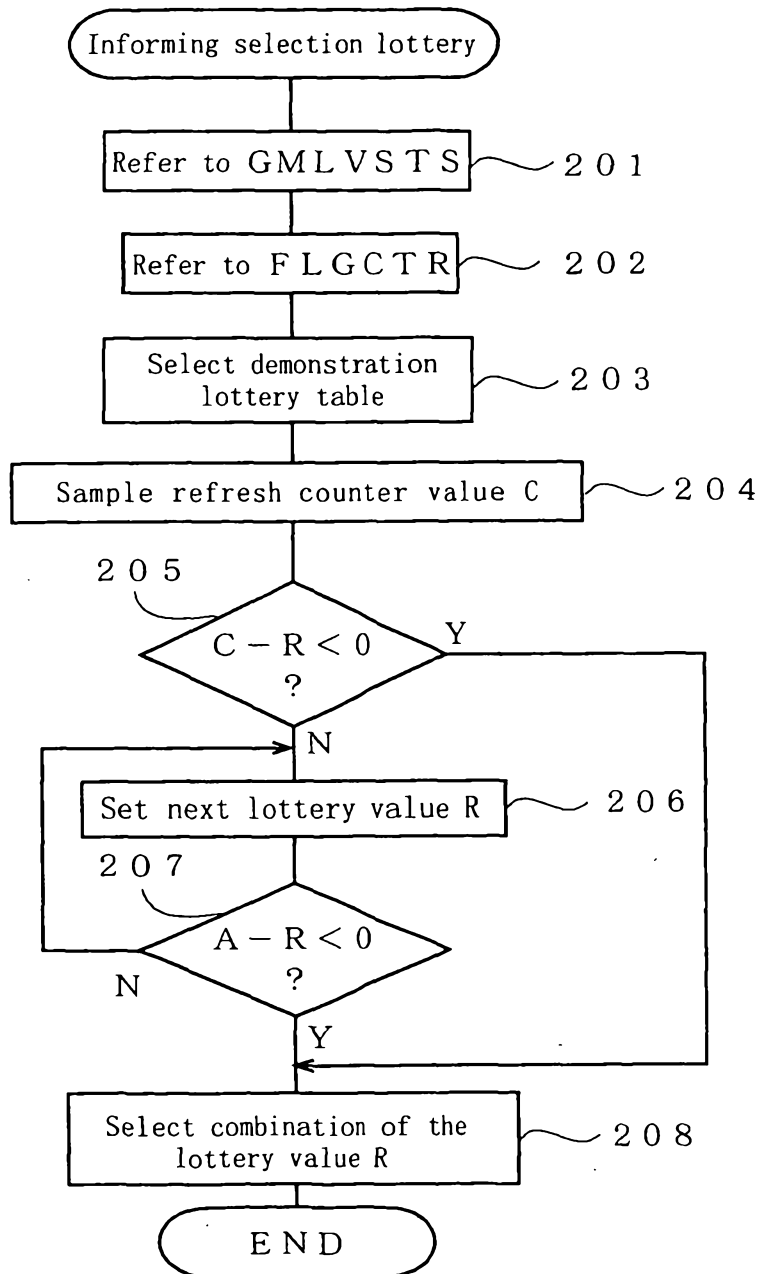 Informing selection lottery
Refer to GMLVSTS
201
Refer to FLGCTR
202
Select demonstration
lottery table
203
Sample refresh counter value C
204
205
C - R < 0
?
Y
N
Set next lottery value R
206
207
A - R < 0
?
N
Y
Select combination of the
lottery value R
208
END